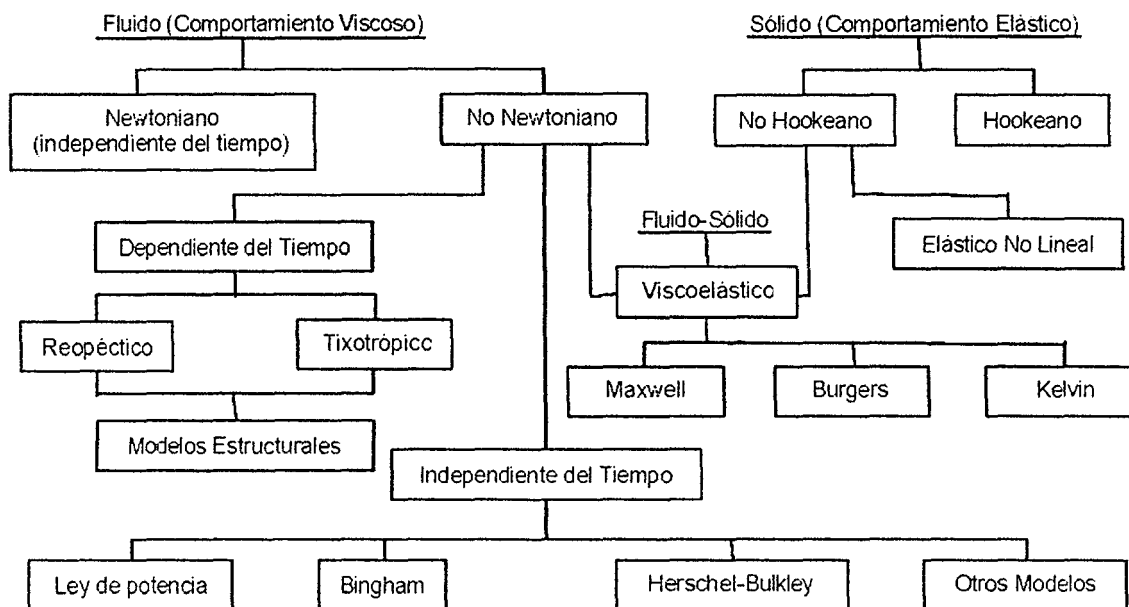 Fluido (Comportamiento Viscoso)
Sólido (Comportamiento Elástico)
Newtoniano
(independiente del tiempo)
No Newtoniano
No Hookeano
Hookeano
Dependiente del Tiempo
Fluido-Sólido
Elástico No Lineal
Viscoelástico
Reopéctico
Tixotrópicc
Maxwell
Burgers
Kelvin
Modelos Estructurales
Independiente del Tiempo
Ley de potencia
Bingham
Herschel-Bulkley
Otros Modelos